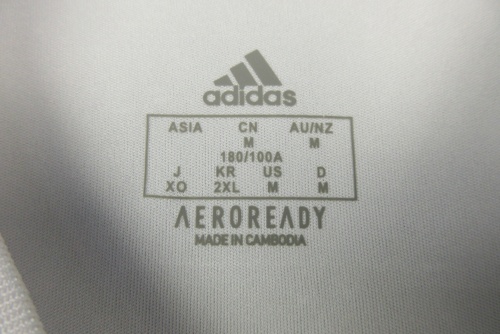 adidas
ASIA CN AU/NZ
M M
180/100A
J KR US D
XO 2XL M M
AEROREADY
MADE IN CAMBODIA